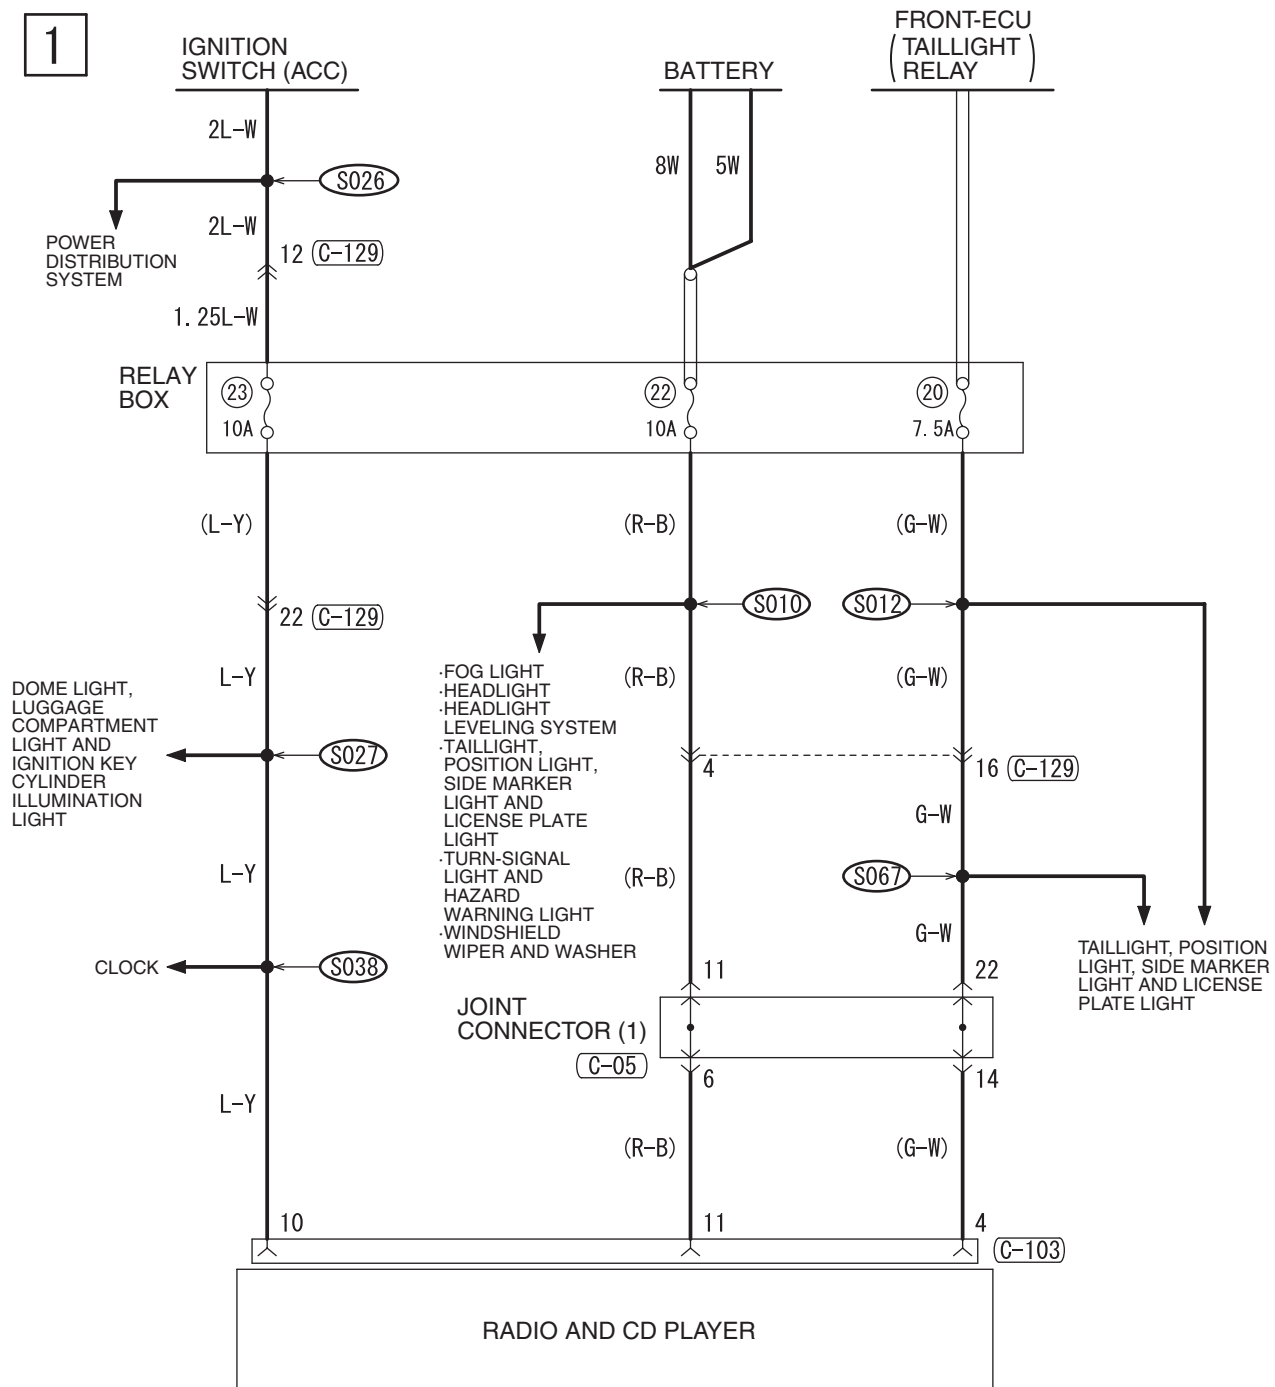 1
IGNITION
SWITCH (ACC)
BATTERY
FRONT-ECU
(TAILLIGHT
RELAY)
2L-W
8W
5W
S026
2L-W
POWER
DISTRIBUTION
SYSTEM
12 C-129
1.25L-W
RELAY
BOX
23
10A
22
10A
20
7.5A
(L-Y)
(R-B)
(G-W)
22 C-129
S010
S012
L-Y
(R-B)
(G-W)
DOME LIGHT,
LUGGAGE
COMPARTMENT
LIGHT AND
IGNITION KEY
CYLINDER
ILLUMINATION
LIGHT
S027
·FOG LIGHT
·HEADLIGHT
·HEADLIGHT
LEVELING SYSTEM
·TAILLIGHT,
POSITION LIGHT,
SIDE MARKER
LIGHT AND
LICENSE PLATE
LIGHT
·TURN-SIGNAL
LIGHT AND
HAZARD
WARNING LIGHT
·WINDSHIELD
WIPER AND WASHER
4
16 C-129
G-W
L-Y
(R-B)
S067
G-W
TAILLIGHT, POSITION
LIGHT, SIDE MARKER
LIGHT AND LICENSE
PLATE LIGHT
CLOCK
S038
11
22
JOINT
CONNECTOR (1)
C-05
6
14
L-Y
(R-B)
(G-W)
10
11
4
C-103
RADIO AND CD PLAYER